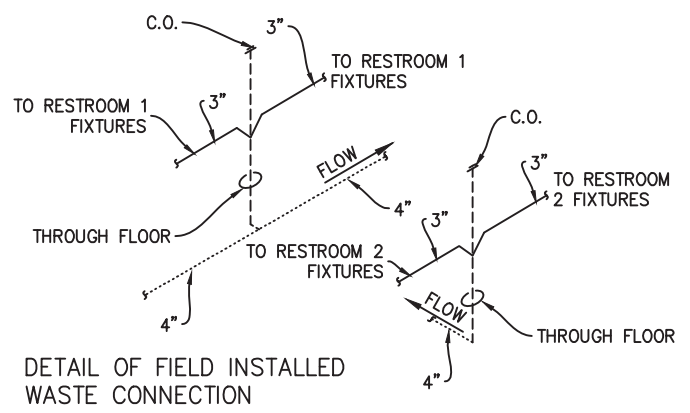 C.O.
3"
TO RESTROOM 1
FIXTURES
TO RESTROOM 1
FIXTURES
3"
C.O.
FLOW
3"
TO RESTROOM
2 FIXTURES
4"
3"
THROUGH FLOOR
TO RESTROOM 2
FIXTURES
FLOW
4"
THROUGH FLOOR
4"
DETAIL OF FIELD INSTALLED
WASTE CONNECTION